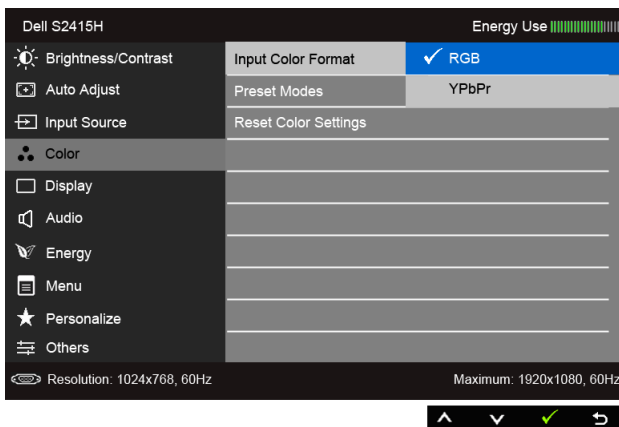 Dell S2415H Energy Use
Brightness/Contrast Input Color Format RGB
Auto Adjust Preset Modes YPbPr
Input Source Reset Color Settings
Color
Display
Audio
Energy
Menu
Personalize
Others
Resolution: 1024x768, 60Hz Maximum: 1920x1080, 60Hz